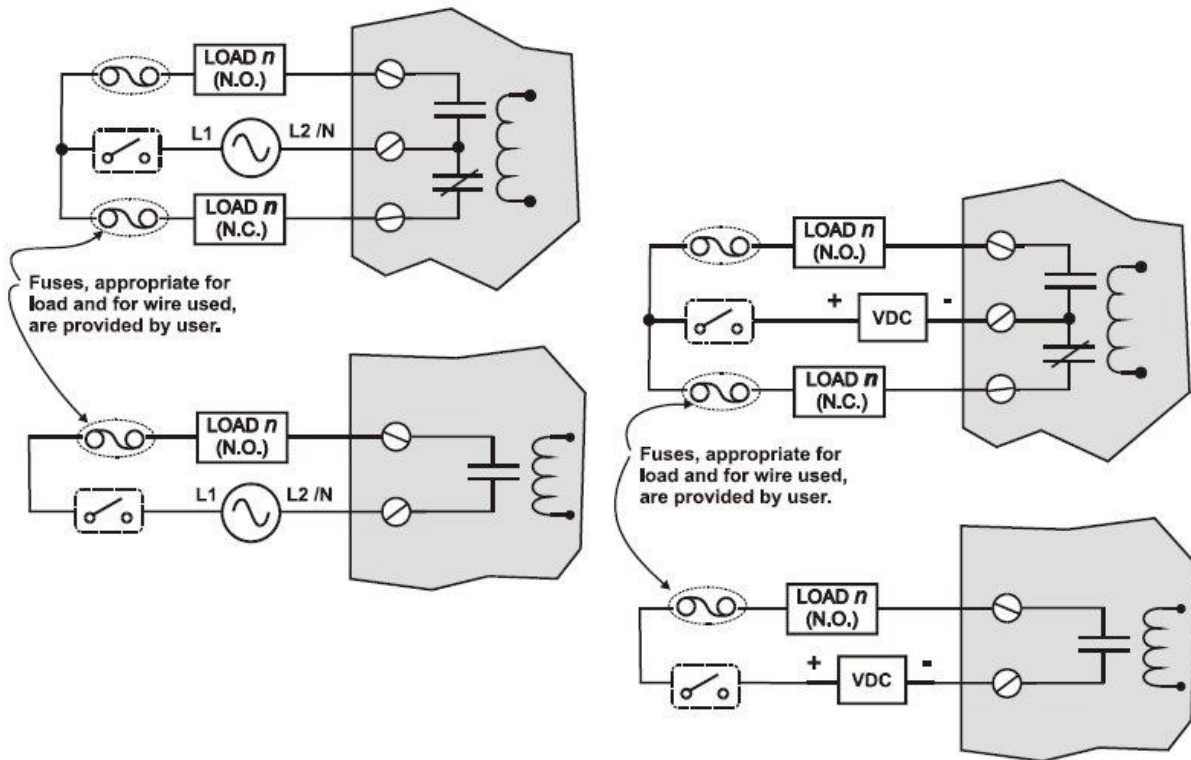 LOAD n
(N.O.)
L1
L2 /N
LOAD n
(N.C.)
Fuses, appropriate for
load and for wire used,
are provided by user.
LOAD n
(N.O.)
L1
L2 /N
LOAD n
(N.O.)
+
VDC
-
LOAD n
(N.C.)
Fuses, appropriate for
load and for wire used,
are provided by user.
LOAD n
(N.O.)
+
VDC
-